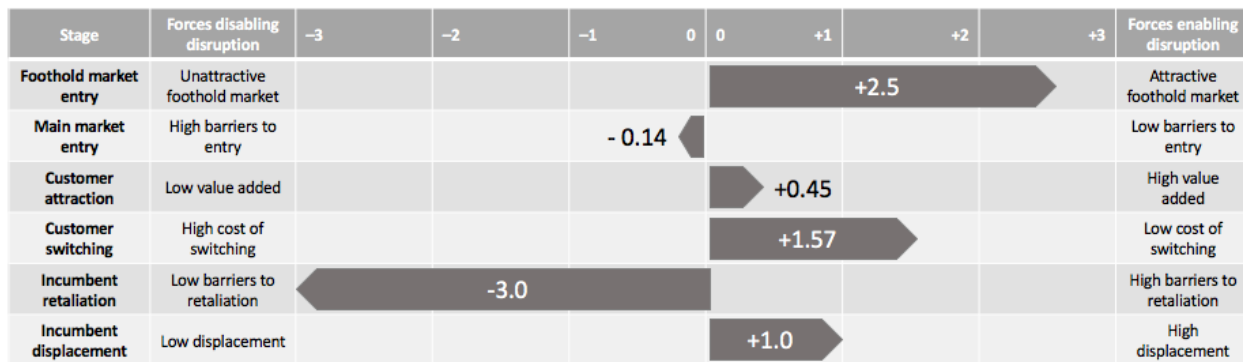 Stage
Forces disabling
disruption
–3
–2
–1
0
0
+1
+2
+3
Forces enabling
disruption
Foothold market
entry
Unattractive
foothold market
+2.5
Attractive
foothold market
Main market
entry
High barriers to
entry
- 0.14
Low barriers to
entry
Customer
attraction
Low value added
+0.45
High value
added
Customer
switching
High cost of
switching
+1.57
Low cost of
switching
Incumbent
retaliation
Low barriers to
retaliation
-3.0
High barriers to
retaliation
Incumbent
displacement
Low displacement
+1.0
High
displacement